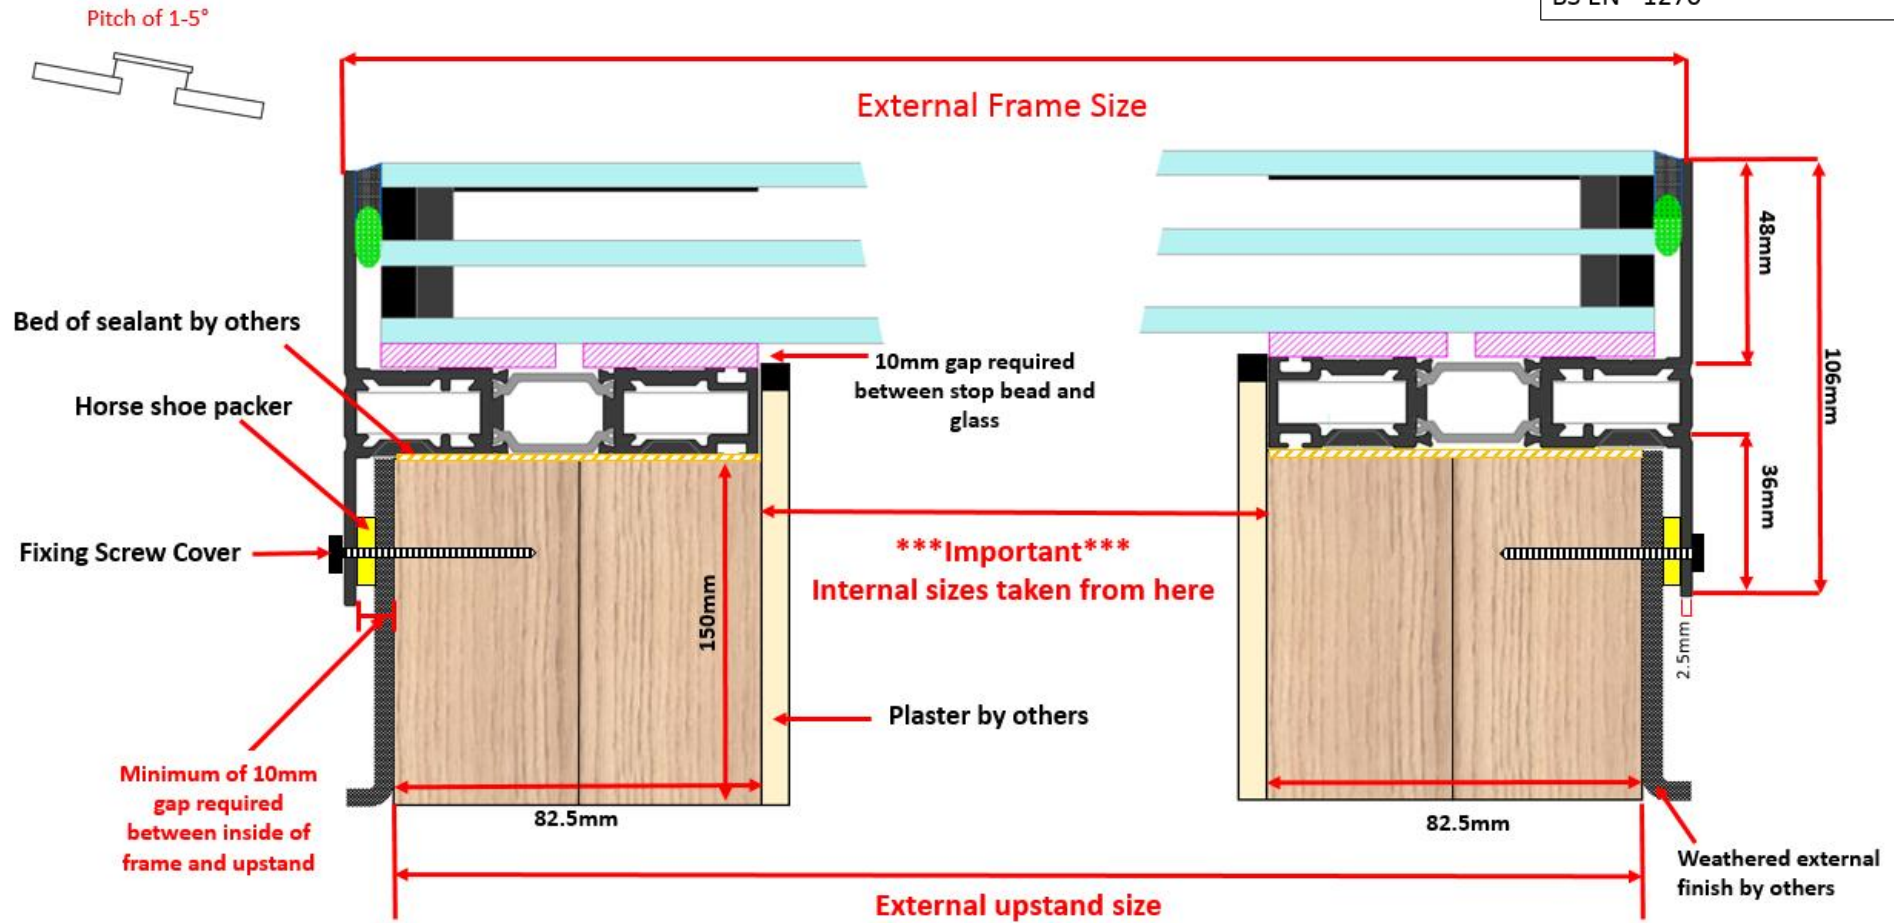 BS EN 1276
Pitch of 1-5°
External Frame Size
48mm
106mm
Bed of sealant by others
10mm gap required
between stop bead and
glass
Horse shoe packer
36mm
Fixing Screw Cover
***Important***
Internal sizes taken from here
150mm
2.5mm
Plaster by others
Minimum of 10mm
gap required
between inside of
frame and upstand
82.5mm
82.5mm
Weathered external
finish by others
External upstand size